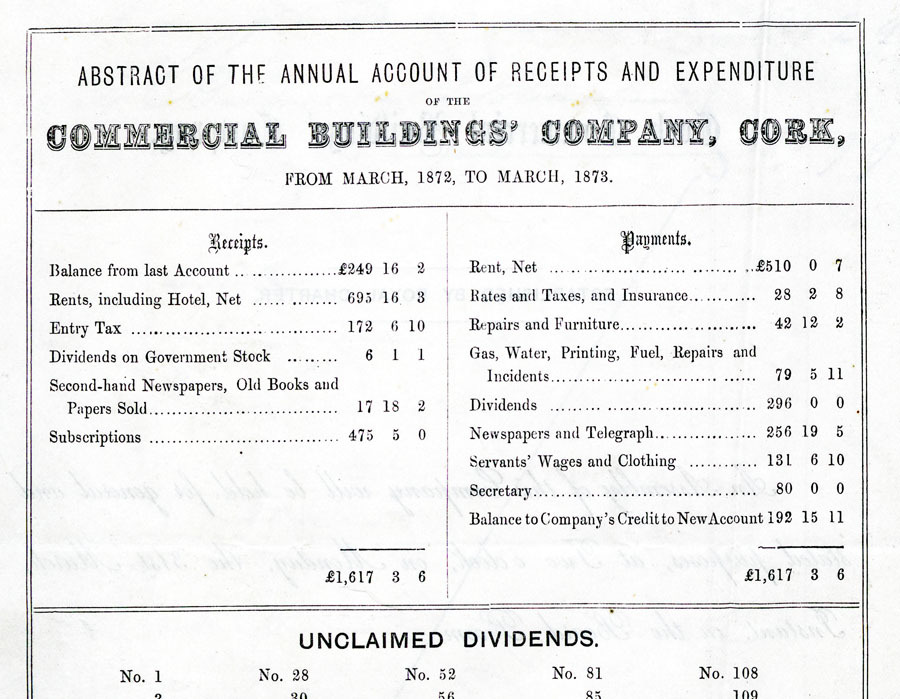 ABSTRACT OF THE ANNUAL ACCOUNT OF RECEIPTS AND EXPENDITURE
OF THE
COMMERCIAL BUILDINGS' COMPANY, CORK,
FROM MARCH, 1872, TO MARCH, 1873.
Receipts.
Balance from last Account .. .. ................£249 16 2
Rents, including Hotel, Net .............. 695 16 3
Entry Tax ................................ 172 6 10
Dividends on Government Stock ......... 6 1 1
Second-hand Newspapers, Old Books and
Papers Sold................................ 17 18 2
Subscriptions ................................ 475 5 0
£1,617 3 6
Payments.
Rent, Net ................................£510 0 7
Rates and Taxes, and Insurance............ 28 2 8
Repairs and Furniture........................ 42 12 2
Gas, Water, Printing, Fuel, Repairs and
Incidents.................................... 79 5 11
Dividends ................................ 296 0 0
Newspapers and Telegraph.................. 256 19 5
Servants' Wages and Clothing ............ 131 6 10
Secretary.................................... 80 0 0
Balance to Company's Credit to New Account 192 15 11
£1,617 3 6
UNCLAIMED DIVIDENDS.
No. 1 No. 28 No. 52 No. 81 No. 108